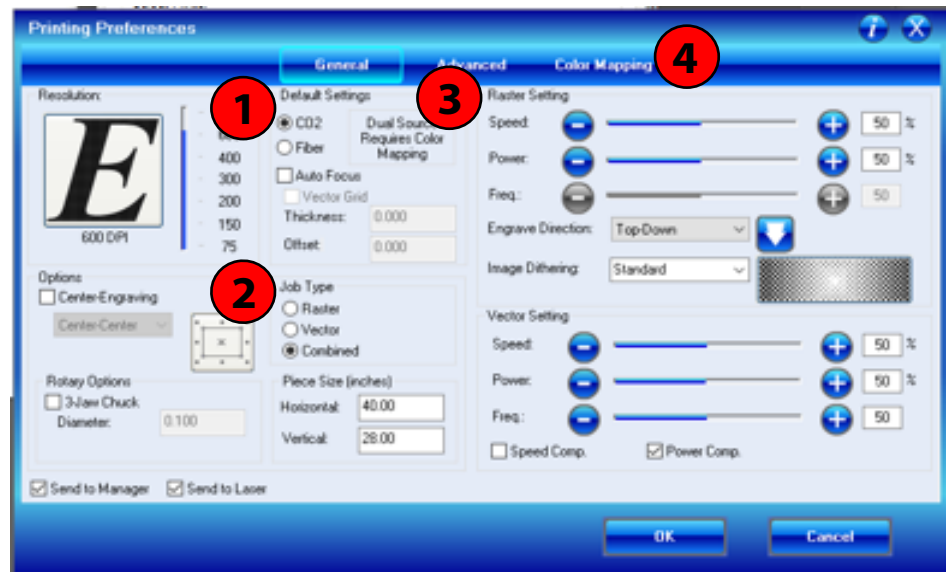 Printing Preferences
General
Advanced
Color Mapping
4
Resolution:
400
300
200
150
75
600 DPI
1
Default Settings
CO2
Fiber
Dual Source
Requires Color
Mapping
3
Auto Focus
Vector Grid
Thickness: 0.000
Offset: 0.000
Options
Center-Engraving
Center-Center
2
Job Type
Raster
Vector
Combined
Rotary Options
3-Jaw Chuck
Diameter: 0.100
Piece Size (inches)
Horizontal: 40.00
Vertical: 28.00
Raster Setting
Speed: 50 %
Power: 50 %
Freq.: 50
Engrave Direction: Top-Down
Image Dithering: Standard
Vector Setting
Speed: 50 %
Power: 50 %
Freq.: 50
Speed Comp.
Power Comp.
Send to Manager
Send to Laser
OK
Cancel